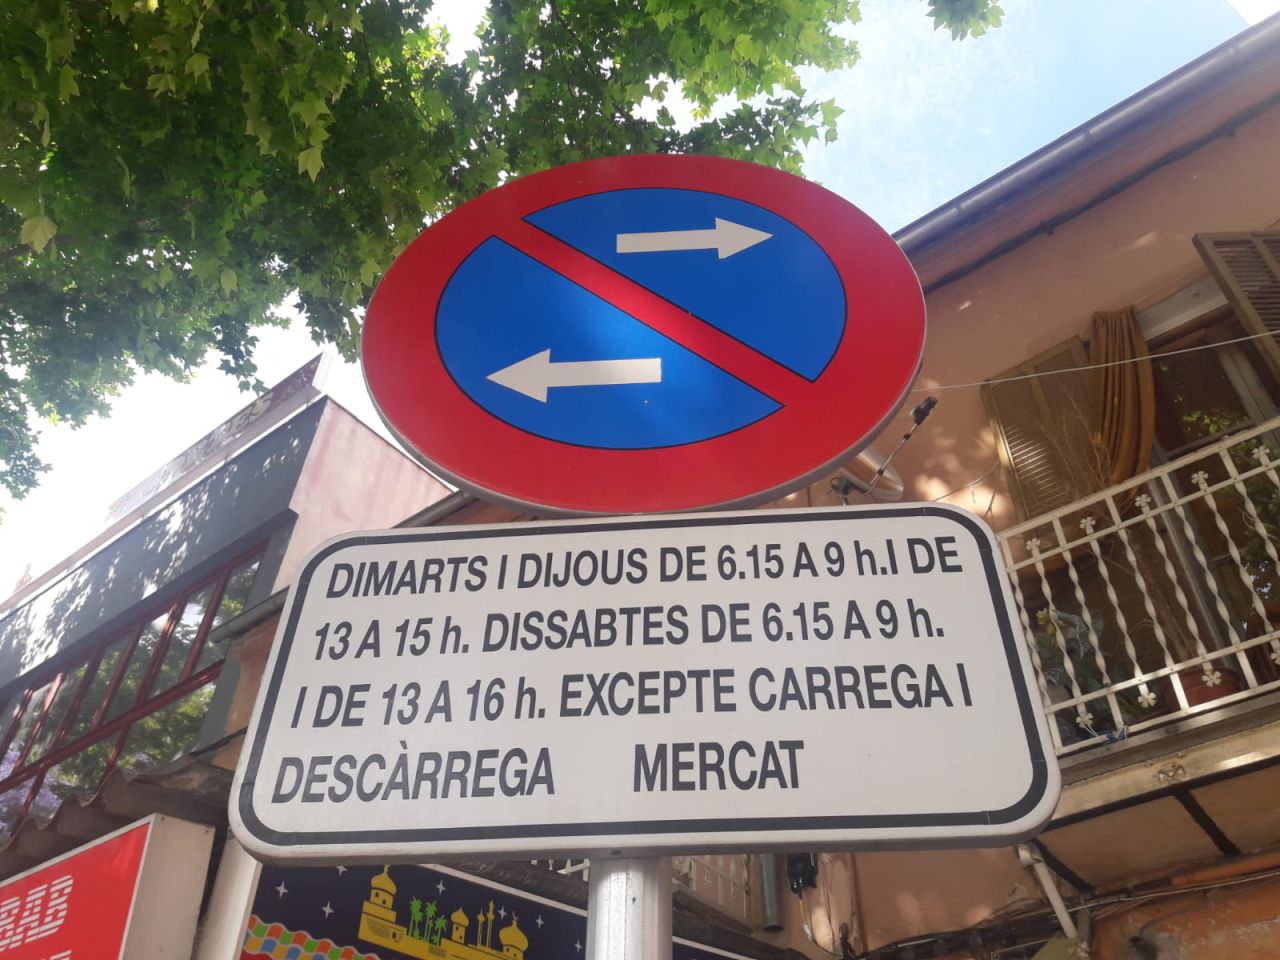 DIMARTS I DIJOUS DE 6.15 A 9 h. I DE
13 A 15 h. DISSABTES DE 6.15 A 9 h.
I DE 13 A 16 h. EXCEPTE CARREGA I
DESCÀRREGA MERCAT